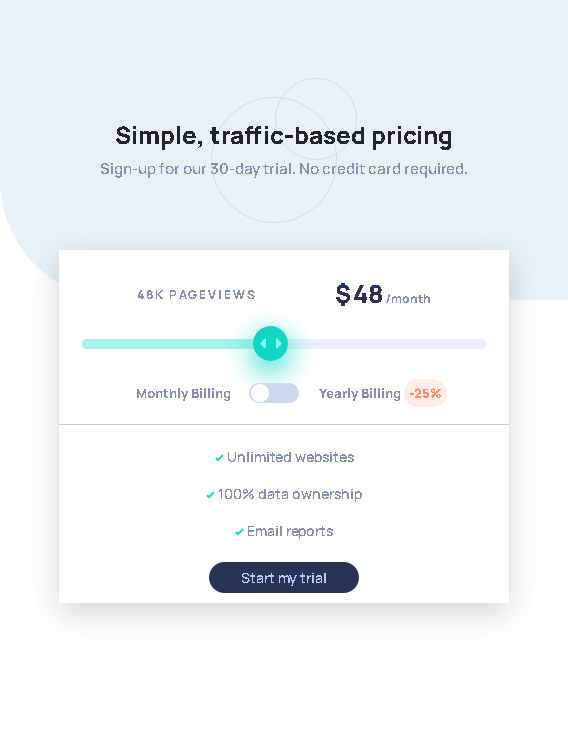 Simple, traffic-based pricing
Sign-up for our 30-day trial. No credit card required.
46K PAGEVIEWS
$48 /month
Monthly Billing
Yearly Billing -25%
Unlimited websites
100% data ownership
Email reports
Start my trial